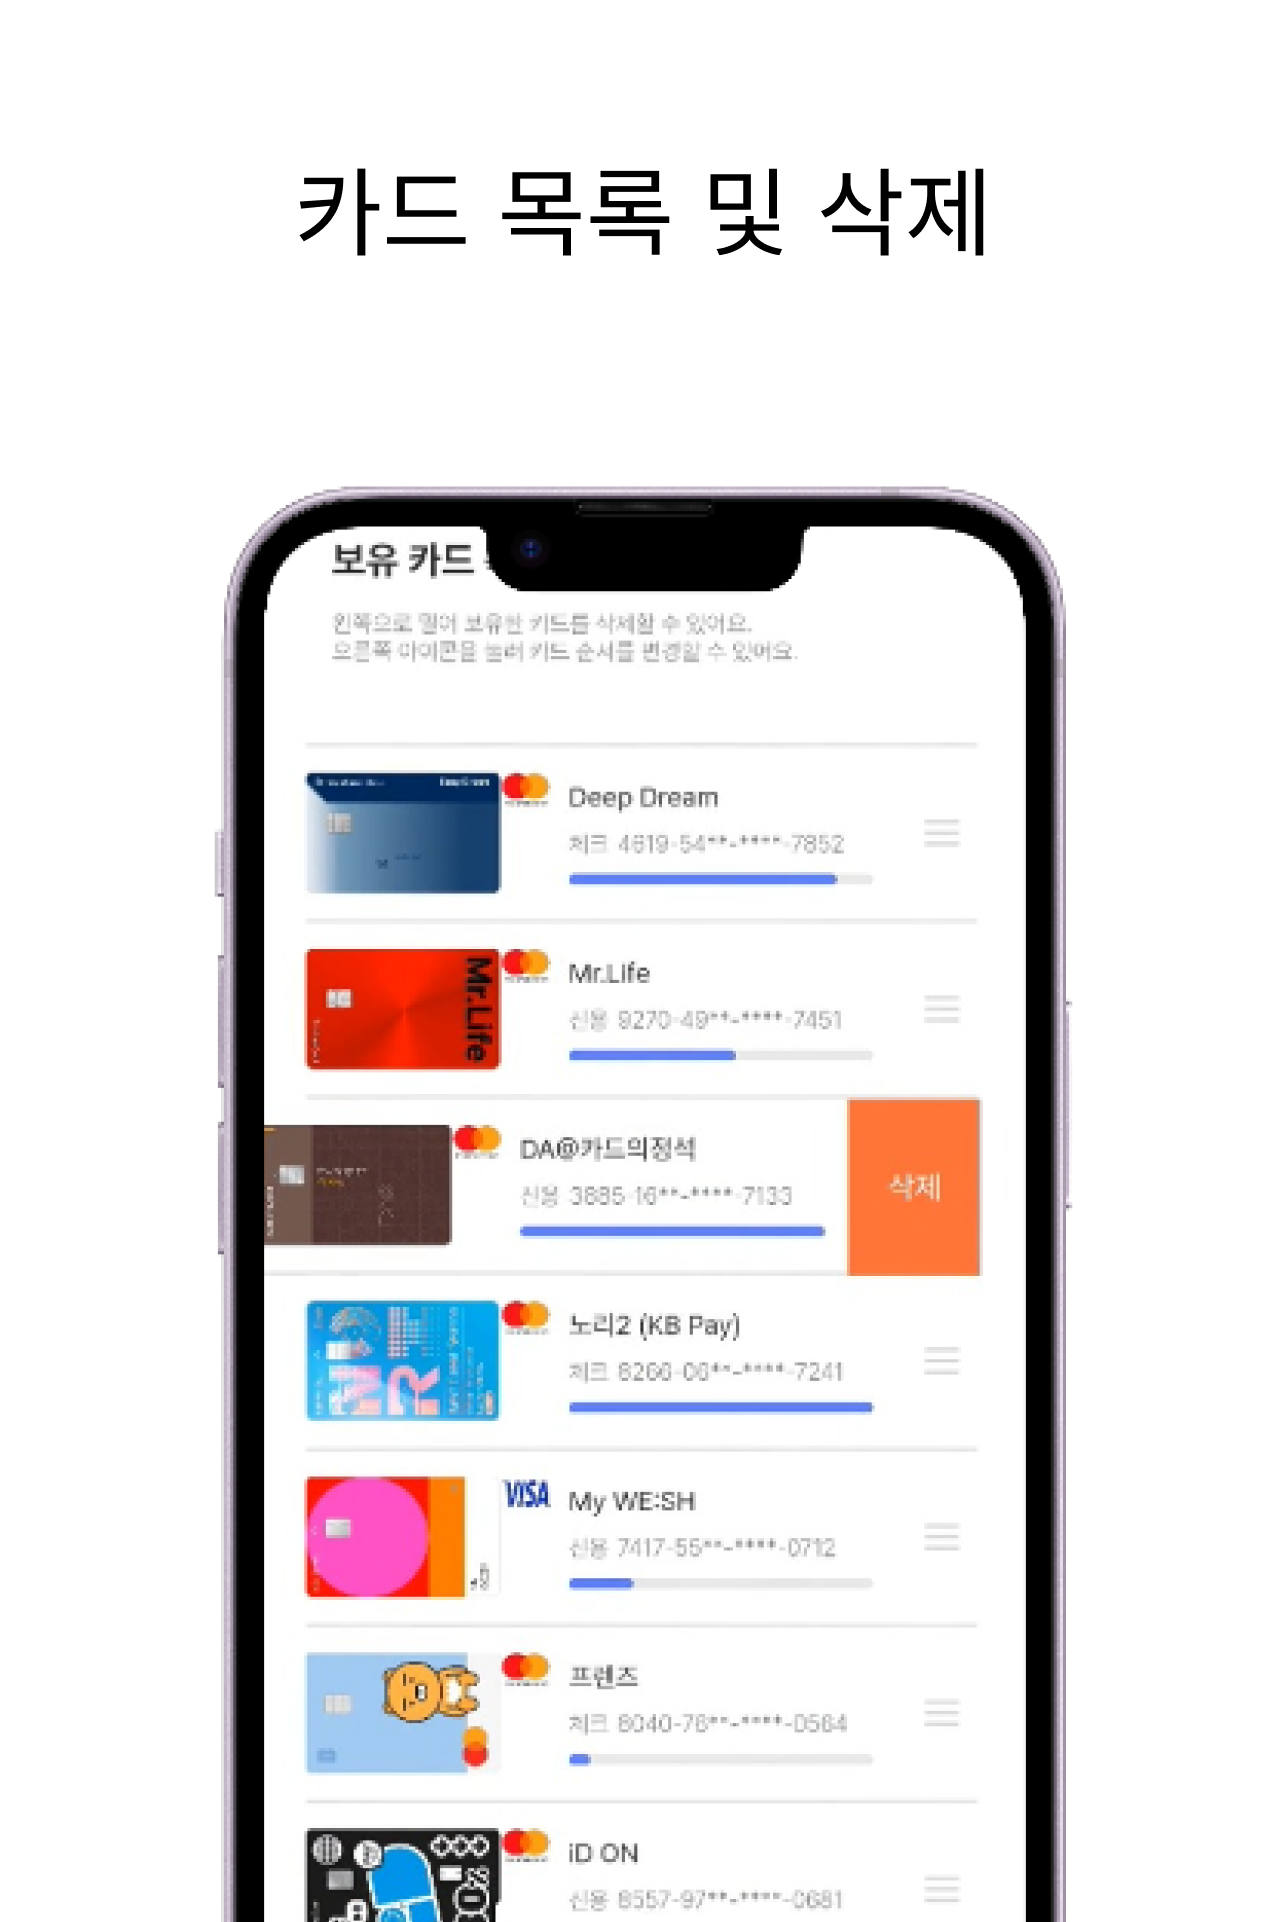 카드 목록 및 삭제
보유 카드
왼쪽으로 밀어 보유한 카드를 삭제할 수 있어요.
오른쪽 아이콘을 눌러 카드 순서를 변경할 수 있어요.
Deep Dream
체크 4619-54**-****-7852
Mr.Life
Mr.Life
신용 9270-49**-****-7451
DA@카드의정석
신용 3885-16**-****-7133
삭제
노리2 (KB Pay)
체크 8266-06**-****-7241
VISA
My WE:SH
신용 7417-55**-****-0712
프렌즈
체크 8040-76**-****-0564
iD ON
신용 8557-97**-****-0681